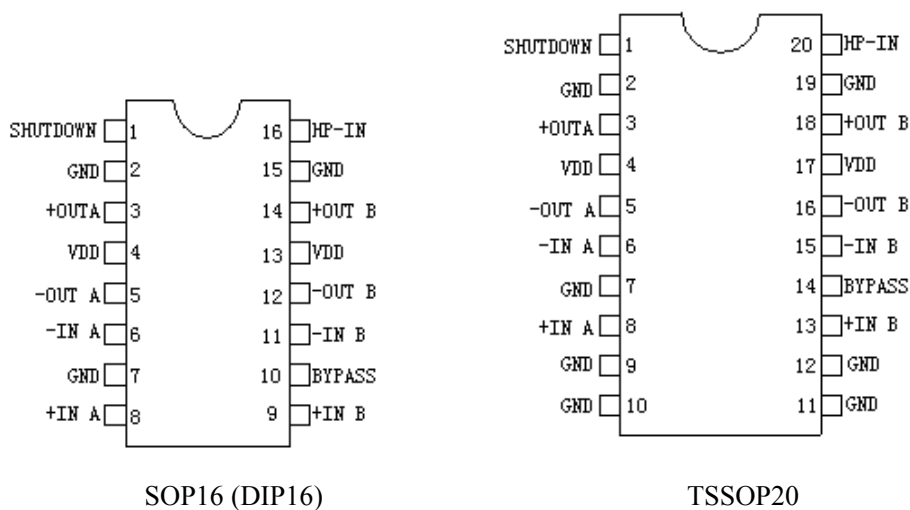 SHUTDOWN 1 16 HP-IN
GND 2 15 GND
+OUTA 3 14 +OUT B
VDD 4 13 VDD
-OUT A 5 12 -OUT B
-IN A 6 11 -IN B
GND 7 10 BYPASS
+IN A 8 9 +IN B
SOP16 (DIP16)
SHUTDOWN 1 20 HP-IN
GND 2 19 GND
+OUTA 3 18 +OUT B
VDD 4 17 VDD
-OUT A 5 16 -OUT B
-IN A 6 15 -IN B
GND 7 14 BYPASS
+IN A 8 13 +IN B
GND 9 12 GND
GND 10 11 GND
TSSOP20